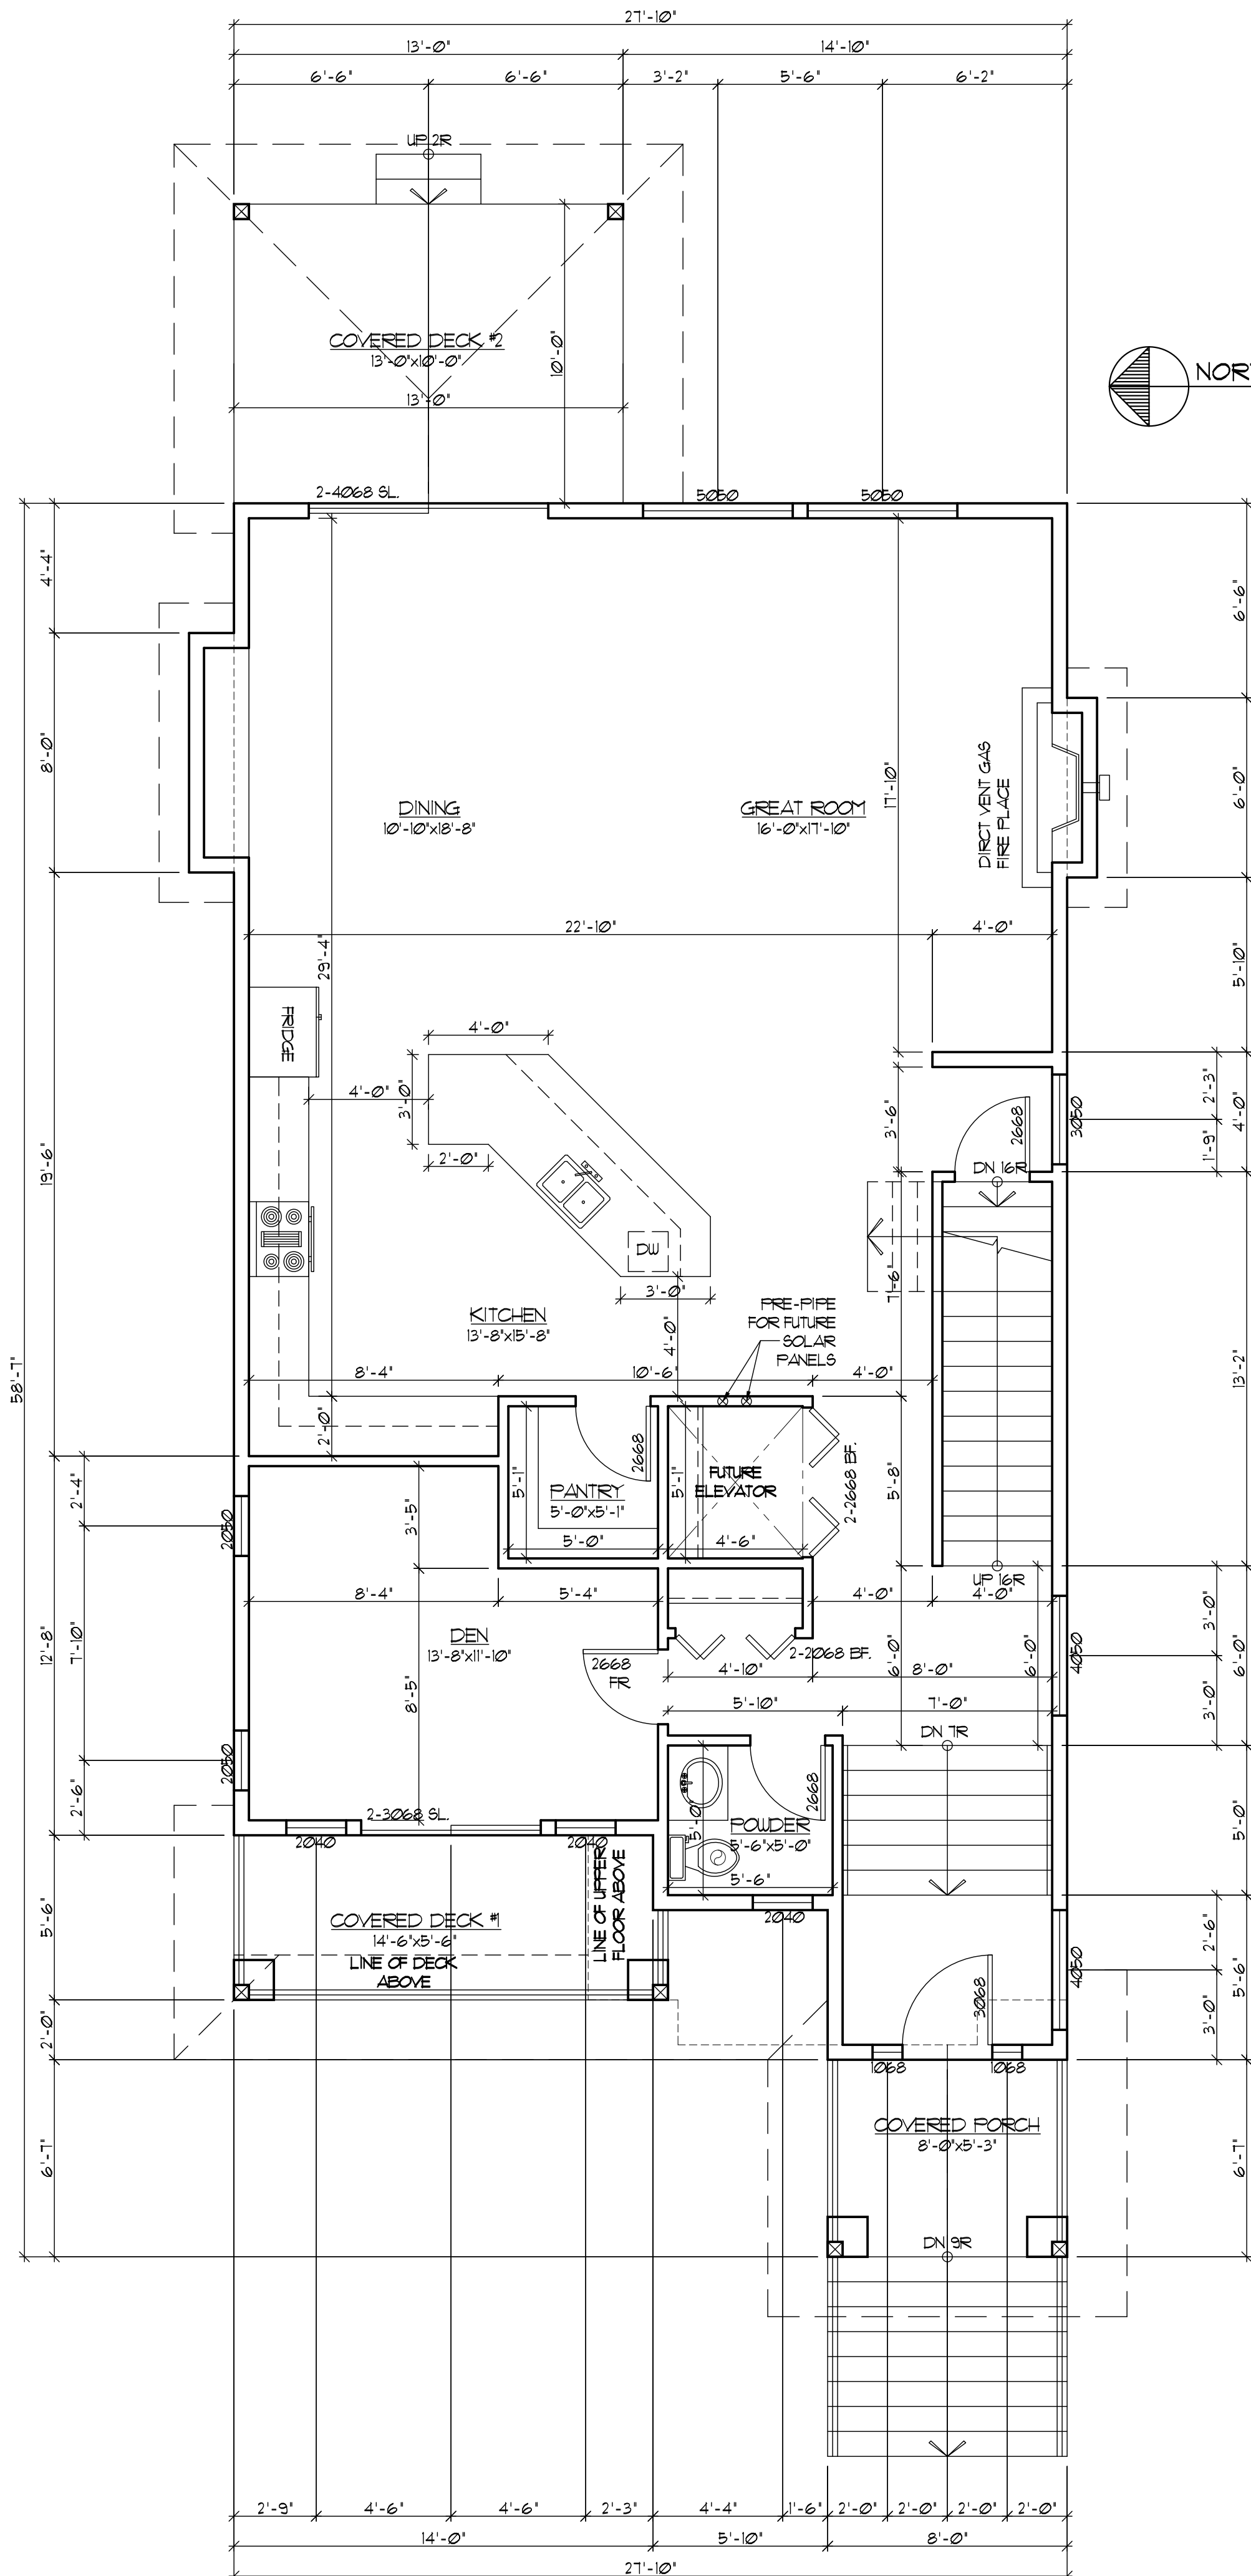 27'-10"
13'-0" 14'-10"
6'-6" 6'-6" 3'-2" 5'-6" 6'-2"
UP 2R
COVERED DECK #2
13'-0"x10'-0"
10'-0"
13'-0"
2-4068 SL.
5050 5050
4'-4"
6'-6"
8'-0"
6'-0"
17'-10"
DIRCT VENT GAS
FIRE PLACE
DINING
10'-10"x18'-8"
GREAT ROOM
16'-0"x17'-10"
22'-10" 4'-0"
29'-4"
5'-10"
FRIDGE
4'-0"
4'-0"
3'-0"
2'-0"
3'-6"
2668
3050
2'-3"
4'-0"
1'-9"
19'-6"
DN 16R
DW
3'-0"
7'-6"
KITCHEN
13'-8"x15'-8"
PRE-PIPE
FOR FUTURE
SOLAR
PANELS
4'-0"
58'-7"
13'-2"
8'-4" 10'-6" 4'-0"
2'-0"
2668
PANTRY
5'-0"x5'-1"
5'-1"
5'-0"
5'-1"
FUTURE
ELEVATOR
4'-6"
2-2668 BF.
5'-8"
2'-4"
2050
3'-5"
UP 16R
8'-4" 5'-4" 4'-0" 4'-0"
12'-8"
7'-10"
DEN
13'-8"x11'-10"
2668
FR
2-2068 BF.
4'-10" 8'-0"
6'-0"
6'-0"
4050
3'-0"
6'-0"
3'-0"
8'-5"
5'-10" 7'-0"
DN 7R
2050
2'-6"
2668
5'-0"
POWDER
5'-6"x5'-0"
5'-6"
5'-0"
2-3068 SL.
2040 2040
2040
5'-6"
COVERED DECK #1
14'-6"x5'-6"
LINE OF DECK
ABOVE
LINE OF UPPER
FLOOR ABOVE
3068
4050
2'-6"
5'-6"
3'-0"
2'-0"
1068 1068
COVERED PORCH
8'-0"x5'-3"
6'-7"
6'-7"
DN 9R
2'-9" 4'-6" 4'-6" 2'-3" 4'-4" 1'-6" 2'-0" 2'-0" 2'-0" 2'-0"
14'-0" 5'-10" 8'-0"
27'-10"